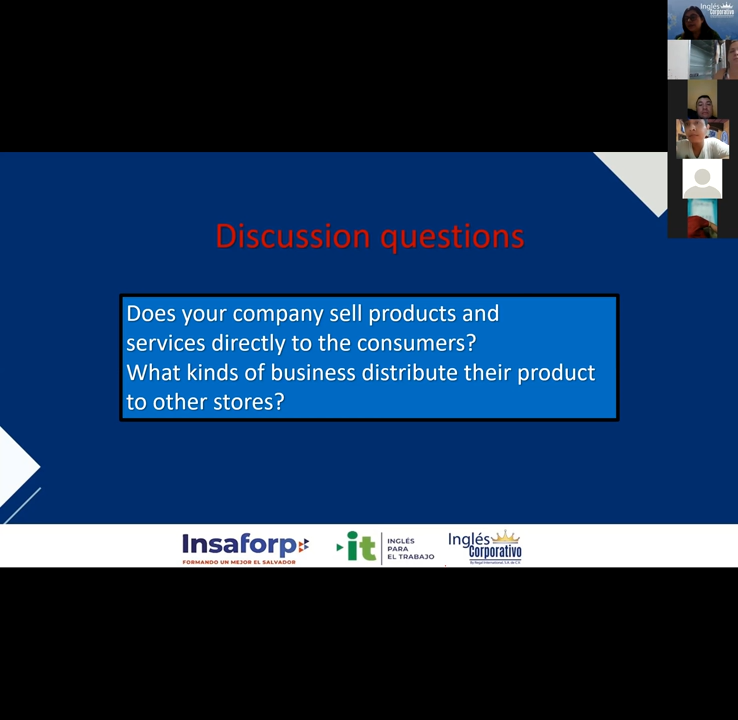 Inglés
Corporativo
Discussion questions
Does your company sell products and
services directly to the consumers?
What kinds of business distribute their product
to other stores?
Insaforp
FORMANDO UN MEJOR EL SALVADOR
it
INGLÉS
PARA
EL TRABAJO
Inglés
Corporativo